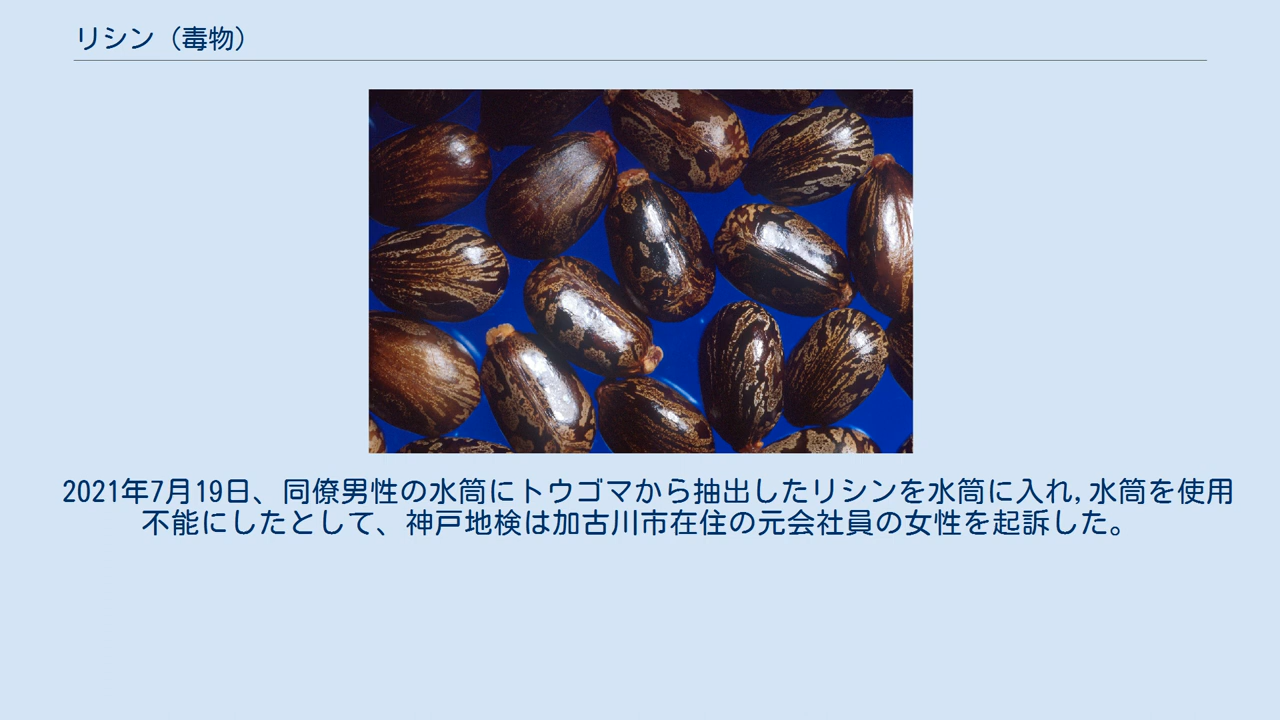 リシン（毒物）
2021年7月19日、同僚男性の水筒にトウゴマから抽出したリシンを水筒に入れ,水筒を使用
不能にしたとして、神戸地検は加古川市在住の元会社員の女性を起訴した。